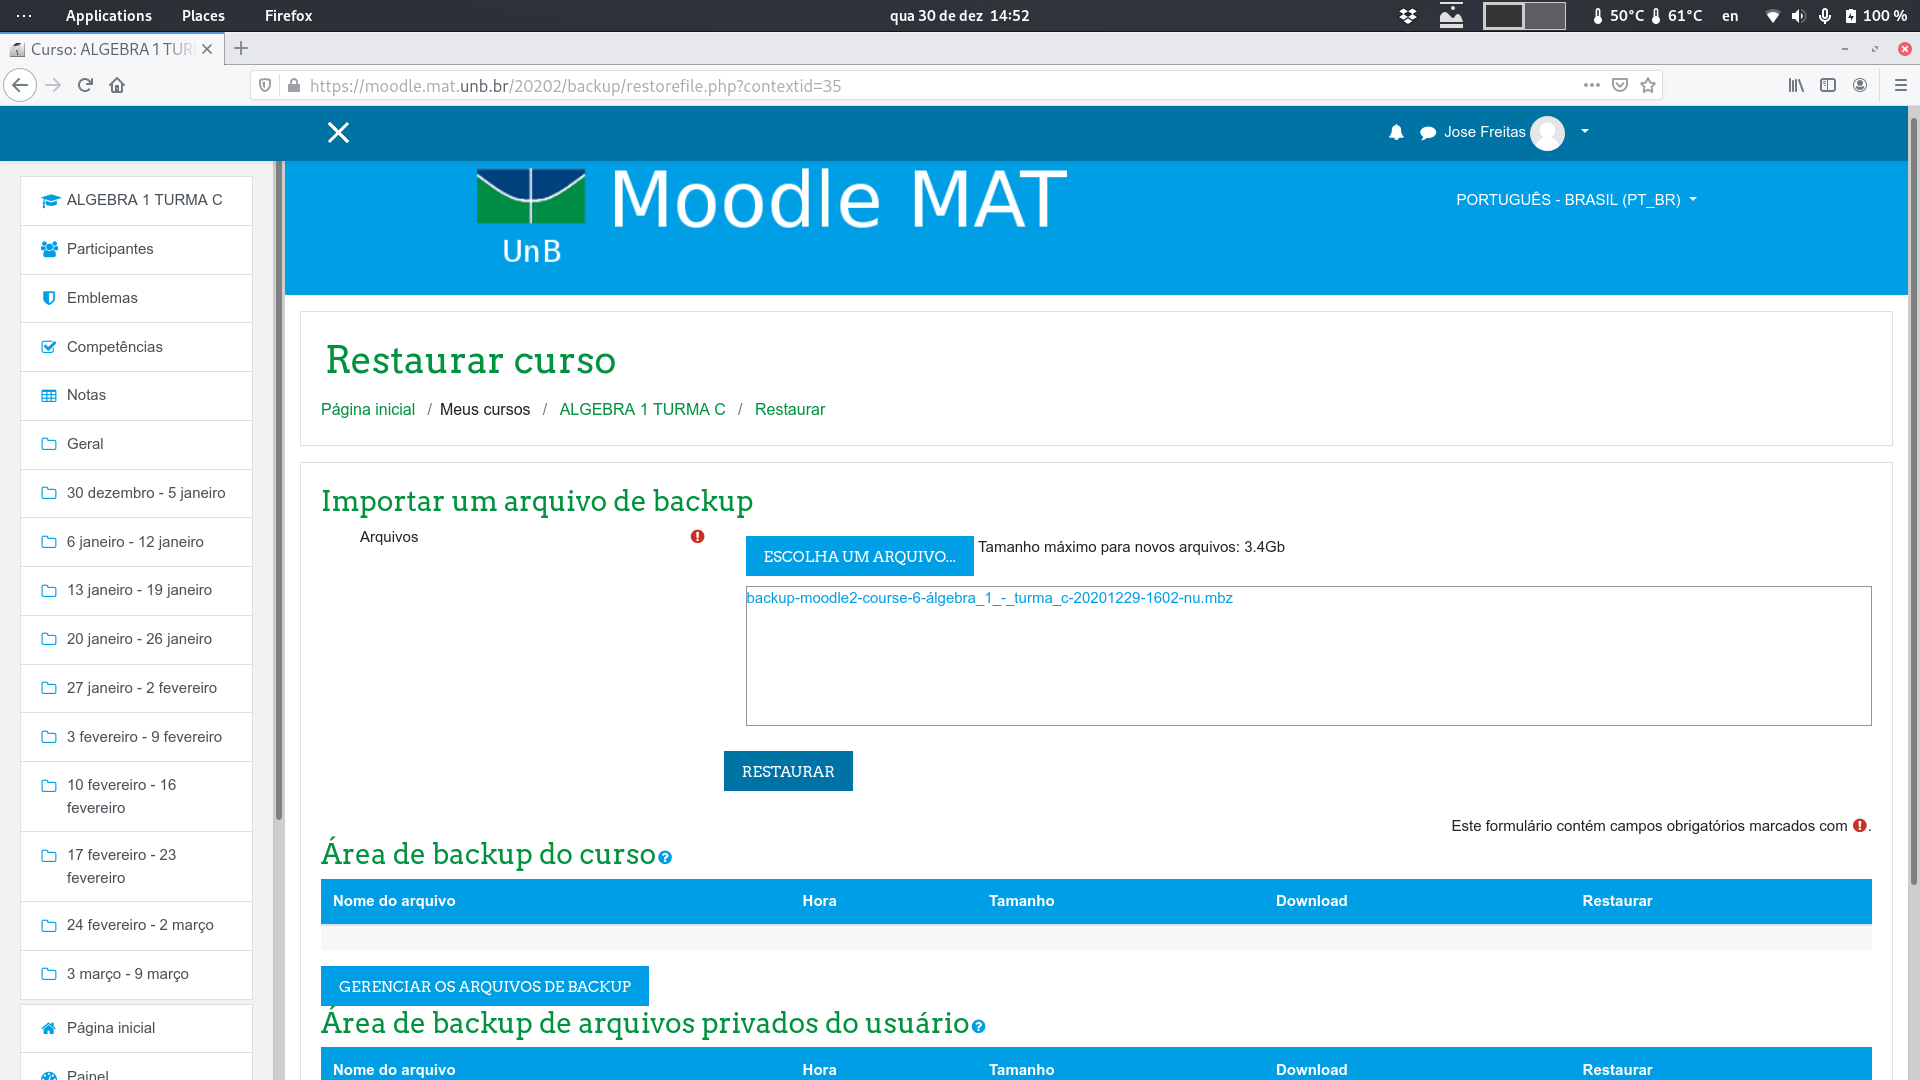 Applications Places Firefox qua 30 de dez 14:52 50°C 61°C en 100 %
Curso: ALGEBRA 1 TUR
https://moodle.mat.unb.br/20202/backup/restorefile.php?contextid=35
Jose Freitas
Moodle MAT
UnB
PORTUGUÊS - BRASIL (PT_BR)
ALGEBRA 1 TURMA C
Participantes
Emblemas
Competências
Notas
Geral
30 dezembro - 5 janeiro
6 janeiro - 12 janeiro
13 janeiro - 19 janeiro
20 janeiro - 26 janeiro
27 janeiro - 2 fevereiro
3 fevereiro - 9 fevereiro
10 fevereiro - 16
fevereiro
17 fevereiro - 23
fevereiro
24 fevereiro - 2 março
3 março - 9 março
Página inicial
Painel
Restaurar curso
Página inicial / Meus cursos / ALGEBRA 1 TURMA C / Restaurar
Importar um arquivo de backup
Arquivos
ESCOLHA UM ARQUIVO... Tamanho máximo para novos arquivos: 3.4Gb
backup-moodle2-course-6-álgebra_1_-_turma_c-20201229-1602-nu.mbz
RESTAURAR
Este formulário contém campos obrigatórios marcados com .
Área de backup do curso
Nome do arquivo Hora Tamanho Download Restaurar
GERENCIAR OS ARQUIVOS DE BACKUP
Área de backup de arquivos privados do usuário
Nome do arquivo Hora Tamanho Download Restaurar